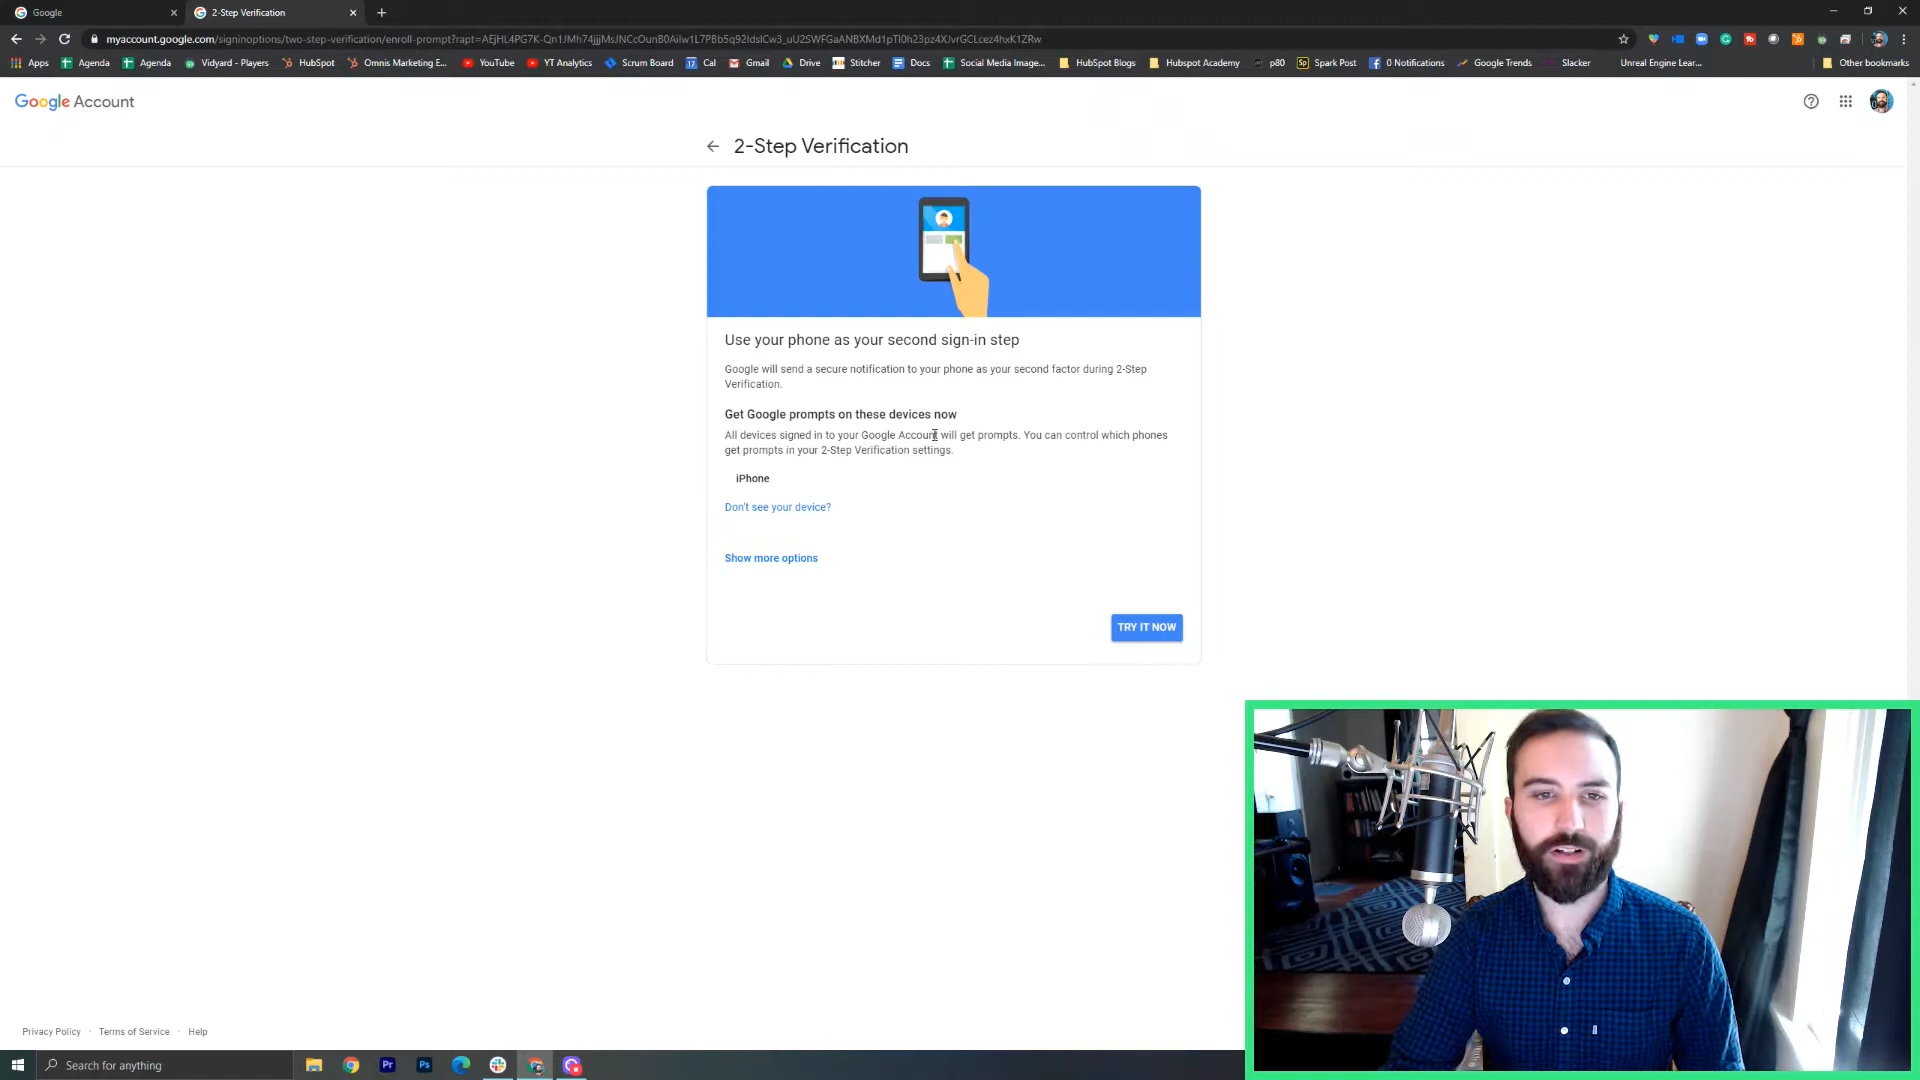 Google
2-Step Verification
myaccount.google.com/signinoptions/two-step-verification/enroll-prompt?rapt=AEjHL4PG7K-Qn1JMh74jjjMsJNCcOunB0AiIw1L7PBb5q92IdsICw3_uU2SWFGaANBXMd1pTl0h23pz4XJvrGCLcez4hxK1ZRw
Apps Agenda Agenda Vidyard - Players HubSpot Omnis Marketing E... YouTube YT Analytics Scrum Board Cal Gmail Drive Stitcher Docs Social Media Image... HubSpot Blogs Hubspot Academy p80 Spark Post 0 Notifications Google Trends Slacker Unreal Engine Lear... Other bookmarks
Google Account
2-Step Verification
Use your phone as your second sign-in step
Google will send a secure notification to your phone as your second factor during 2-Step
Verification.
Get Google prompts on these devices now
All devices signed in to your Google Account will get prompts. You can control which phones
get prompts in your 2-Step Verification settings.
iPhone
Don't see your device?
Show more options
TRY IT NOW
Privacy Policy · Terms of Service · Help
Search for anything
Pr
Ps